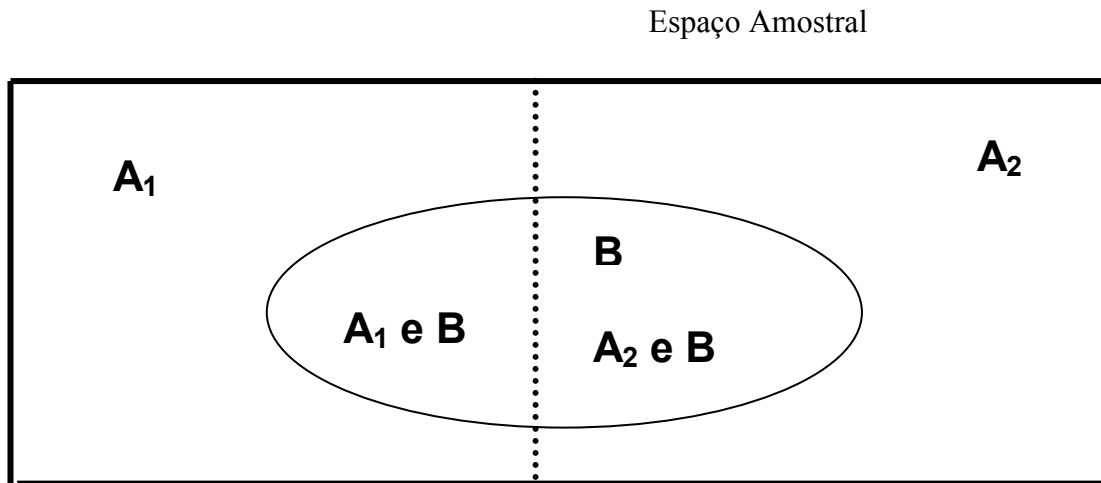 Espaço Amostral
A₁
A₂
B
A₁ e B
A₂ e B